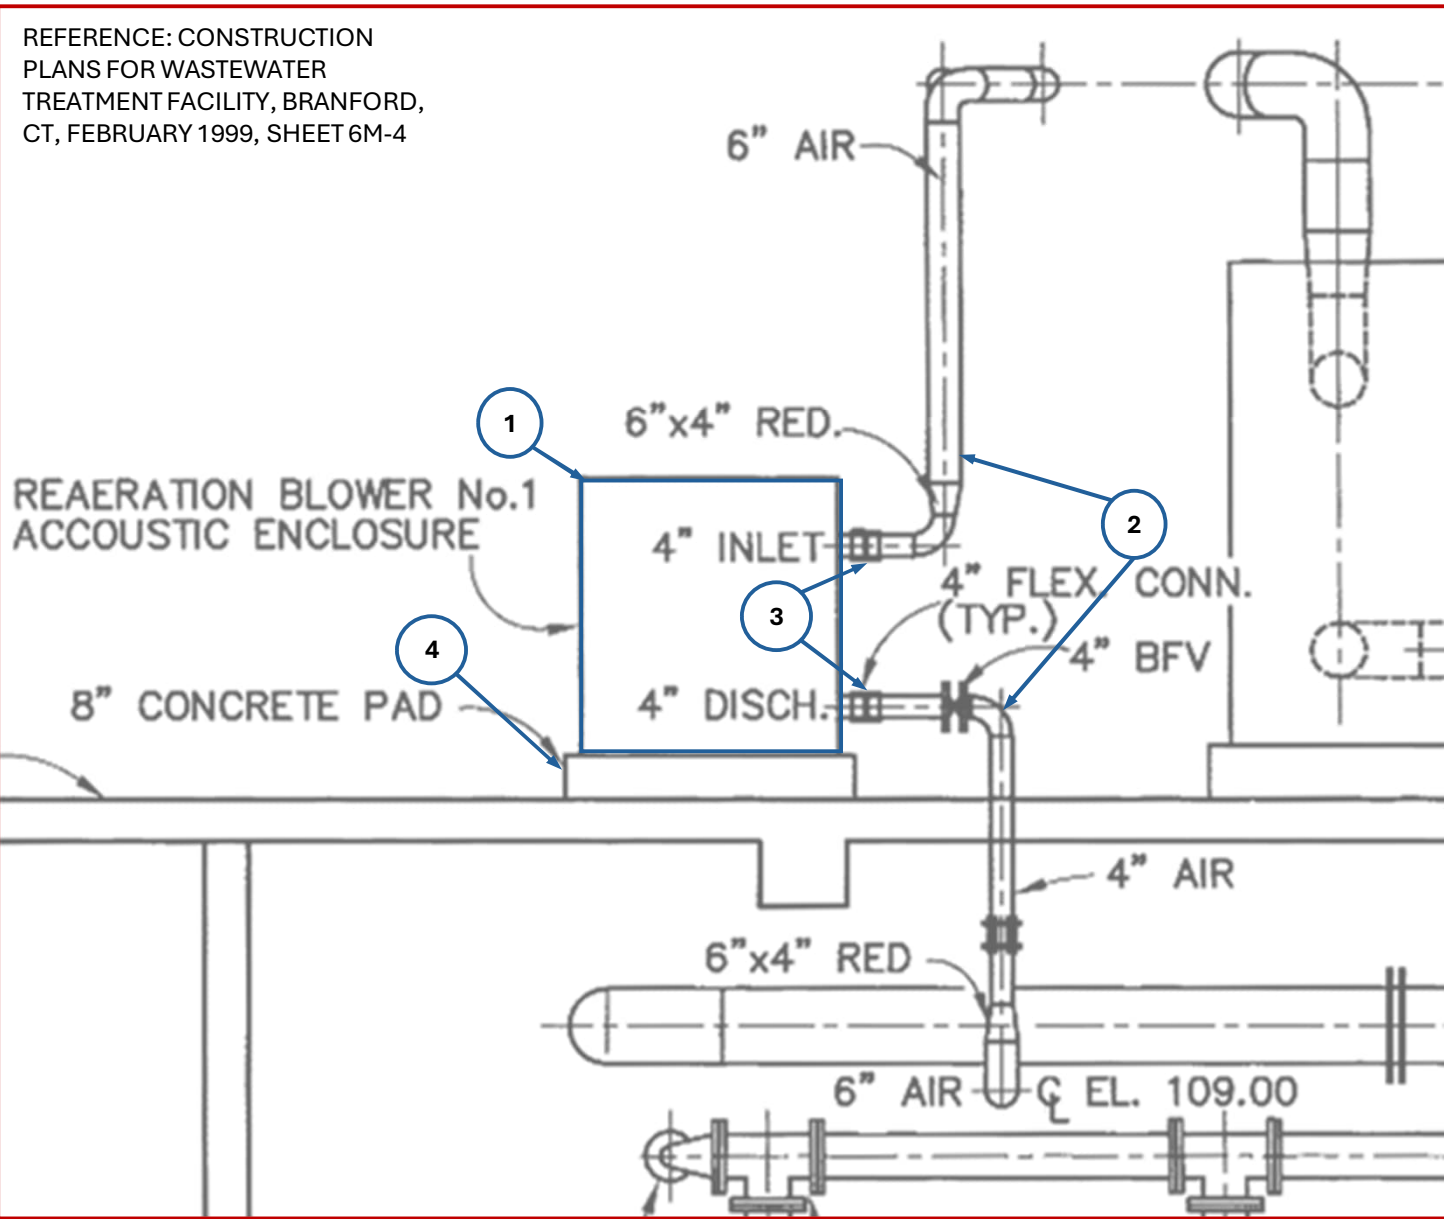 REFERENCE: CONSTRUCTION
PLANS FOR WASTEWATER
TREATMENT FACILITY, BRANFORD,
CT, FEBRUARY 1999, SHEET 6M-4
6" AIR
1
6"x4" RED.
REAERATION BLOWER No.1
ACCOUSTIC ENCLOSURE
4" INLET
2
4" FLEX. CONN.
(TYP.)
3
4
4" BFV
8" CONCRETE PAD
4" DISCH.
4" AIR
6"x4" RED
6" AIR
℄ EL. 109.00